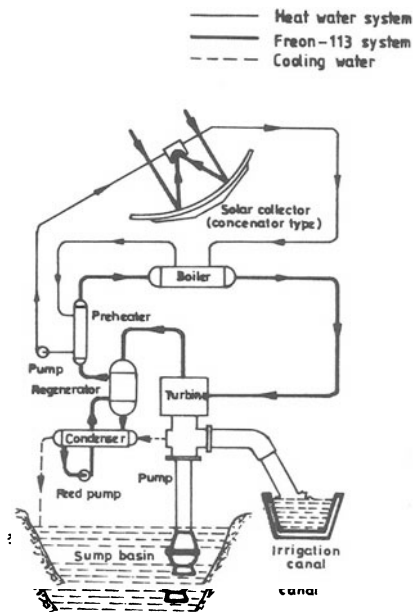 Heat water system
Freon-113 system
Cooling water
Solar collector
(concenator type)
Boiler
Preheater
Pump
Regenerator
Turbine
Condenser
Pump
Reed pump
Sump basin
Irrigation
canal
canal